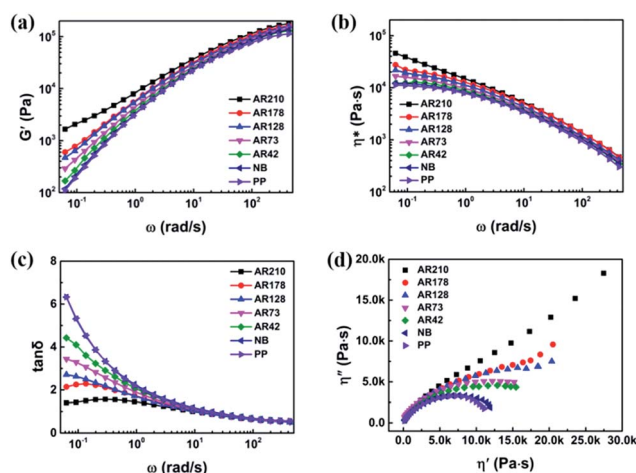 (a)
10⁵
10⁴
10³
10²
G' (Pa)
AR210
AR178
AR128
AR73
AR42
NB
PP
10⁻¹ 10⁰ 10¹ 10²
ω (rad/s)
(b)
10⁵
10⁴
10³
10²
η* (Pa·s)
AR210
AR178
AR128
AR73
AR42
NB
PP
10⁻¹ 10⁰ 10¹ 10²
ω (rad/s)
(c)
8
6
4
2
0
tanδ
AR210
AR178
AR128
AR73
AR42
NB
PP
10⁻¹ 10⁰ 10¹ 10²
ω (rad/s)
(d)
20.0k
15.0k
10.0k
5.0k
0.0
η'' (Pa·s)
AR210
AR178
AR128
AR73
AR42
NB
PP
0.0 5.0k 10.0k 15.0k 20.0k 25.0k 30.0k
η' (Pa·s)